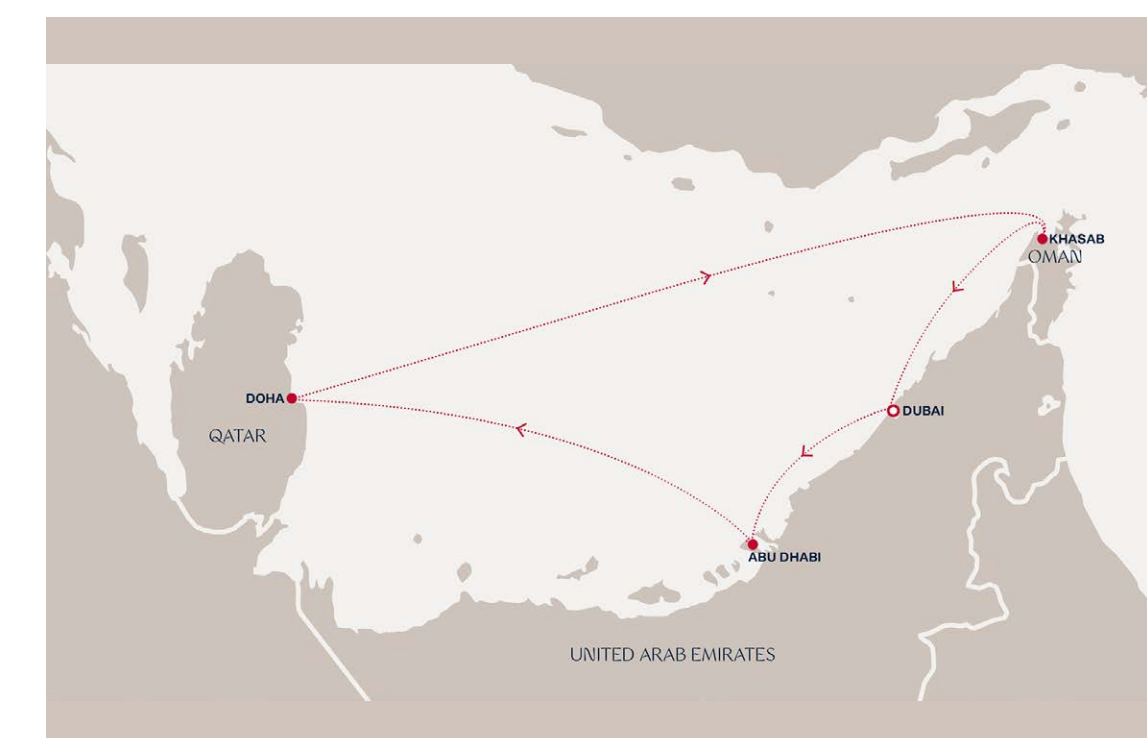 KHASAB
OMAN
DOHA
DUBAI
QATAR
ABU DHABI
UNITED ARAB EMIRATES